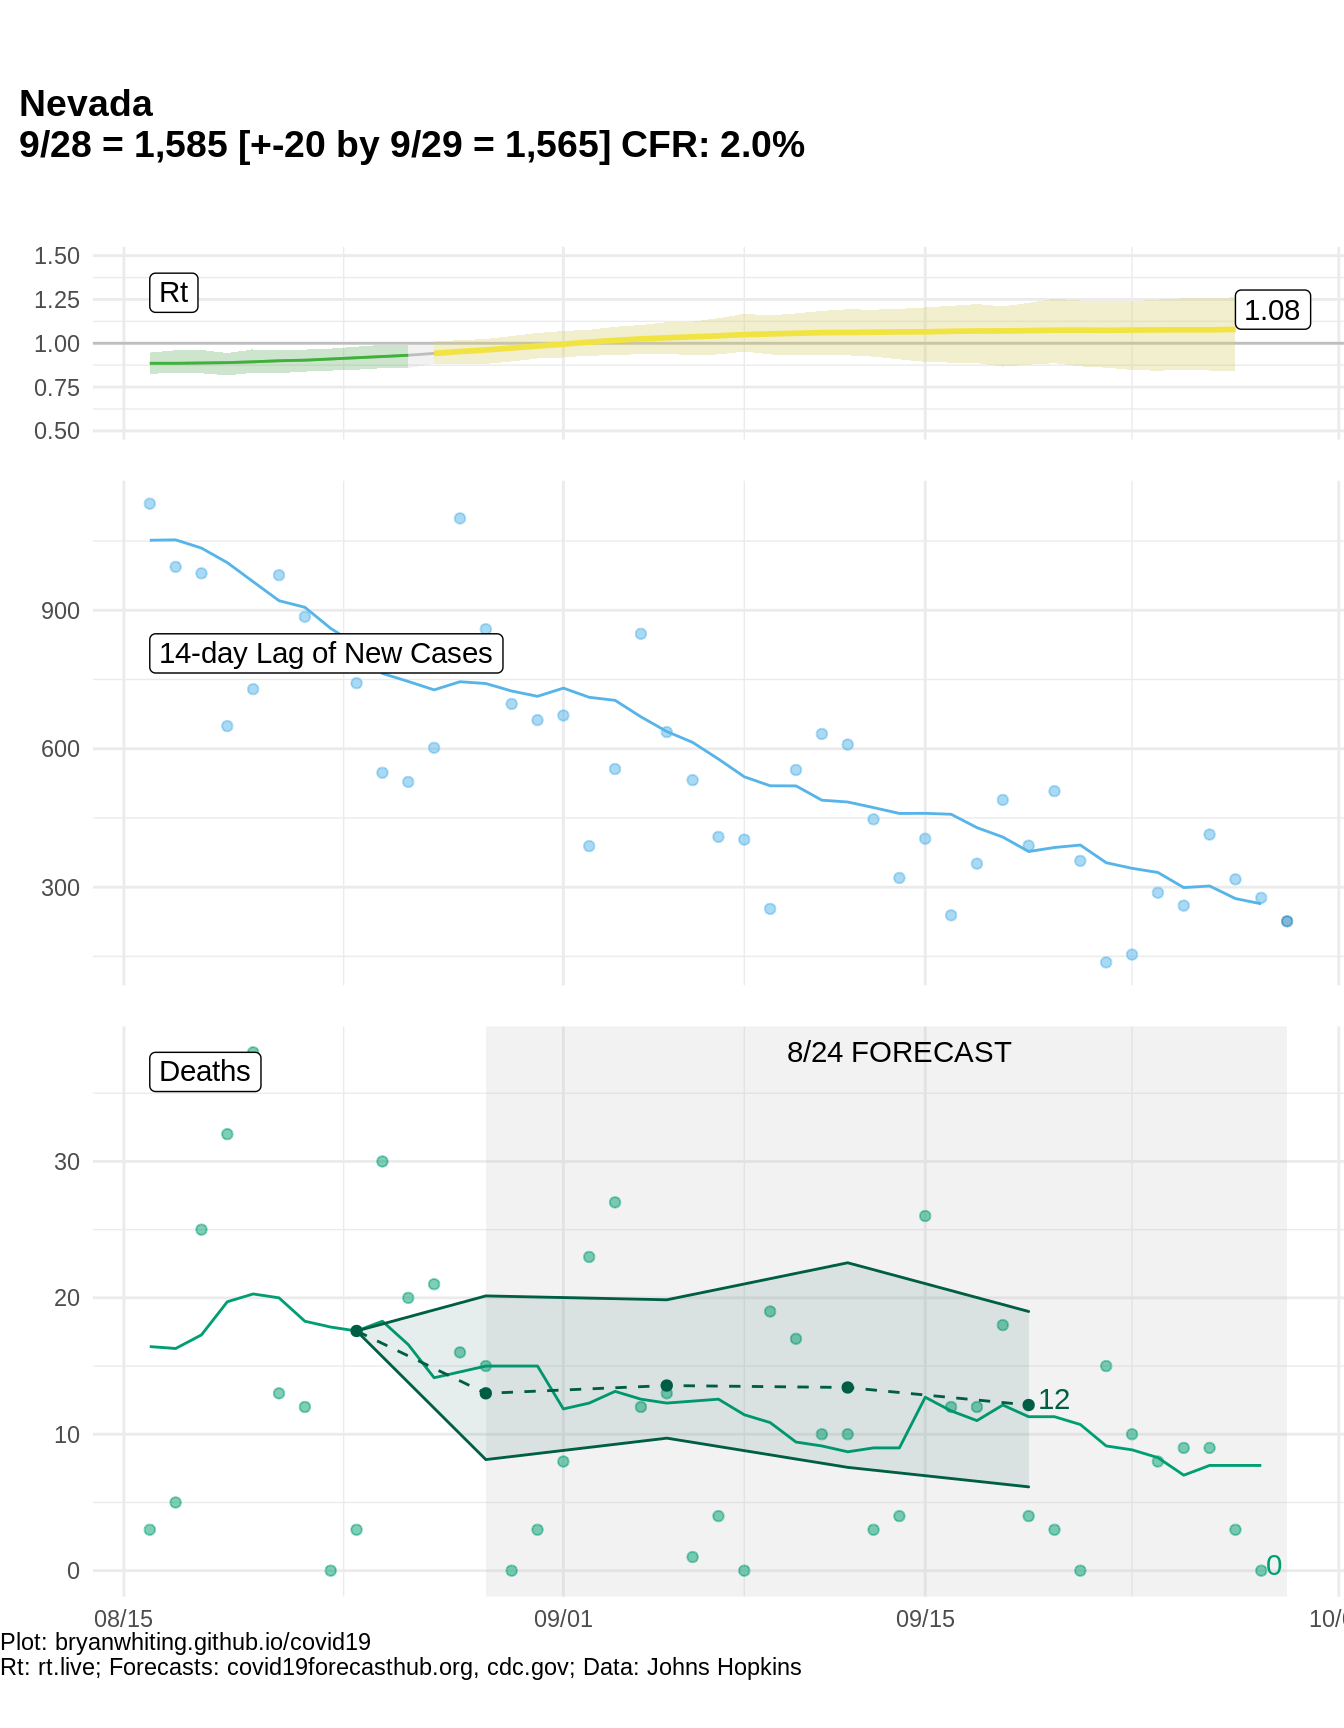 Nevada
9/28 = 1,585 [+-20 by 9/29 = 1,565] CFR: 2.0%
1.50
1.25
1.00
0.75
0.50
Rt
1.08
900
600
300
14-day Lag of New Cases
Deaths
8/24 FORECAST
30
20
10
0
12
0
08/15
09/01
09/15
10/
Plot: bryanwhiting.github.io/covid19
Rt: rt.live; Forecasts: covid19forecasthub.org, cdc.gov; Data: Johns Hopkins